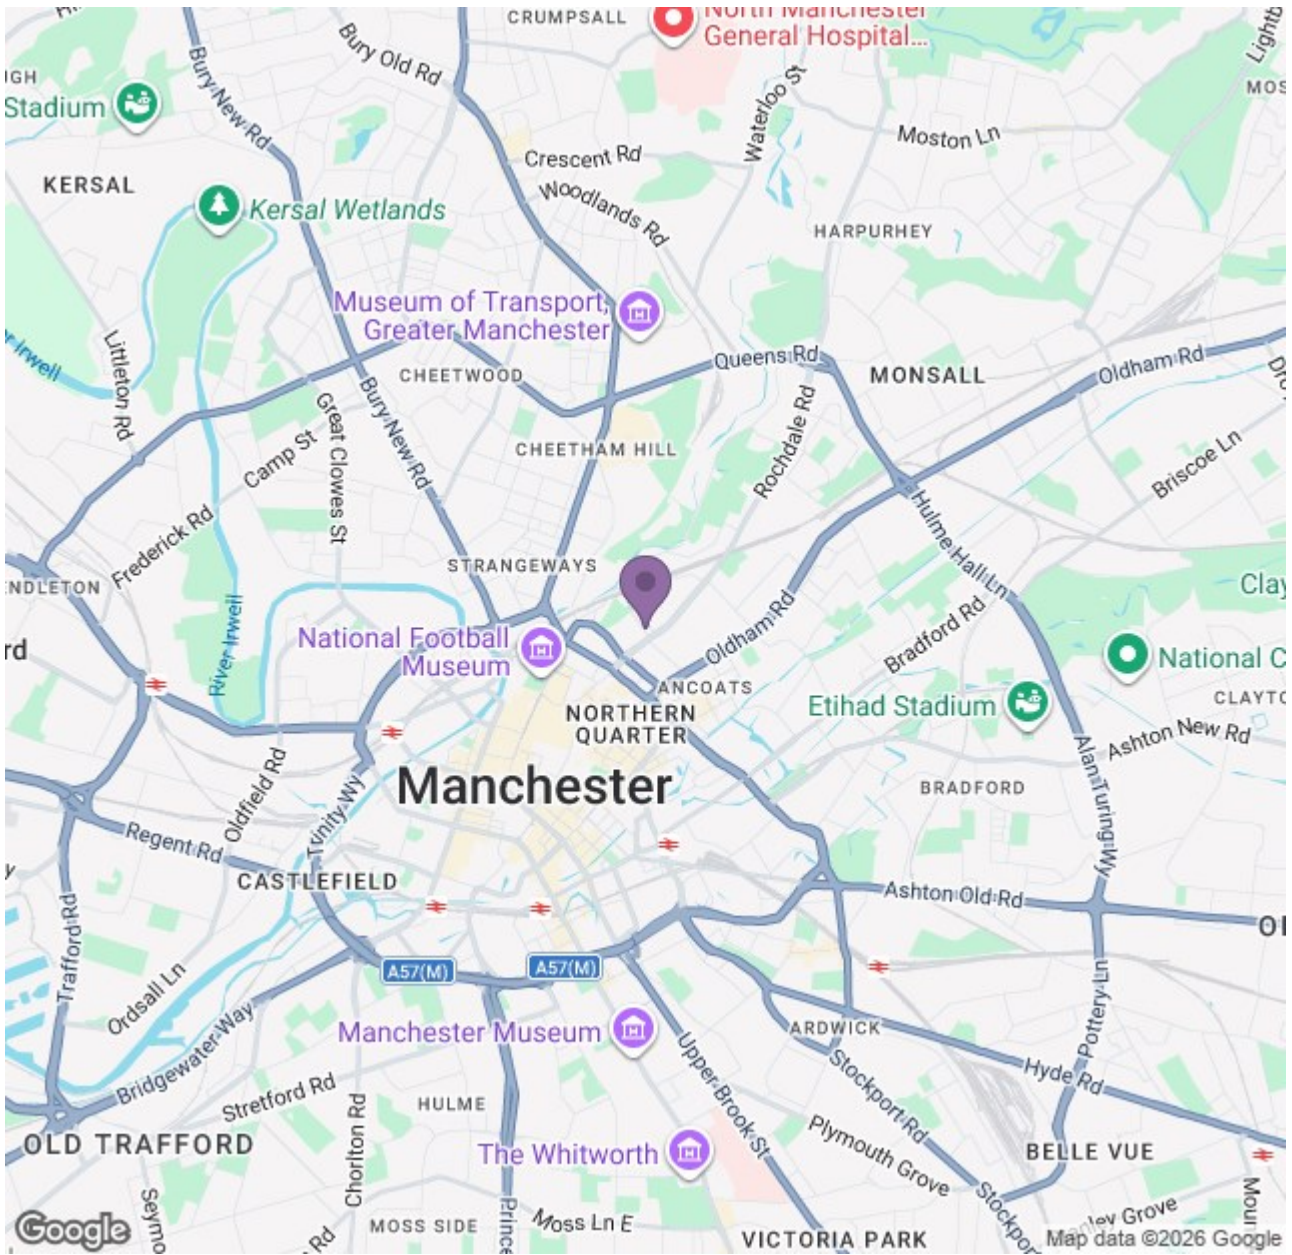 CRUMPSALL
North Manchester
General Hospital...
Bury Old Rd
Bury New Rd
Stadium
Waterloo St
Moston Ln
Crescent Rd
Woodlands Rd
KERSAL
Kersal Wetlands
HARPURHEY
Museum of Transport,
Greater Manchester
Irwell
Littleton Rd
Queens Rd
MONSALL
Oldham Rd
CHEETWOOD
Great Clowes St
Bury New Rd
Camp St
CHEETHAM HILL
Rochdale Rd
Briscoe Ln
Frederick Rd
Hulme Hall Ln
STRANGEWAYS
River Irwell
National Football
Museum
Oldham Rd
Bradford Rd
National C
ANCOATS
NORTHERN
QUARTER
Etihad Stadium
Ashton New Rd
Oldfield Rd
Trinity Wy
Manchester
BRADFORD
Alan Turing Wy
Regent Rd
CASTLEFIELD
Ashton Old Rd
Trafford Rd
Ordsall Ln
A57(M)
A57(M)
Pottery Ln
Bridgewater Way
Manchester Museum
ARDWICK
Stretford Rd
Upper Brook St
Stockport Rd
Hyde Rd
HULME
OLD TRAFFORD
Chorlton Rd
The Whitworth
Plymouth Grove
BELLE VUE
MOSS SIDE
Moss Ln E
VICTORIA PARK
Google
Map data ©2026 Google